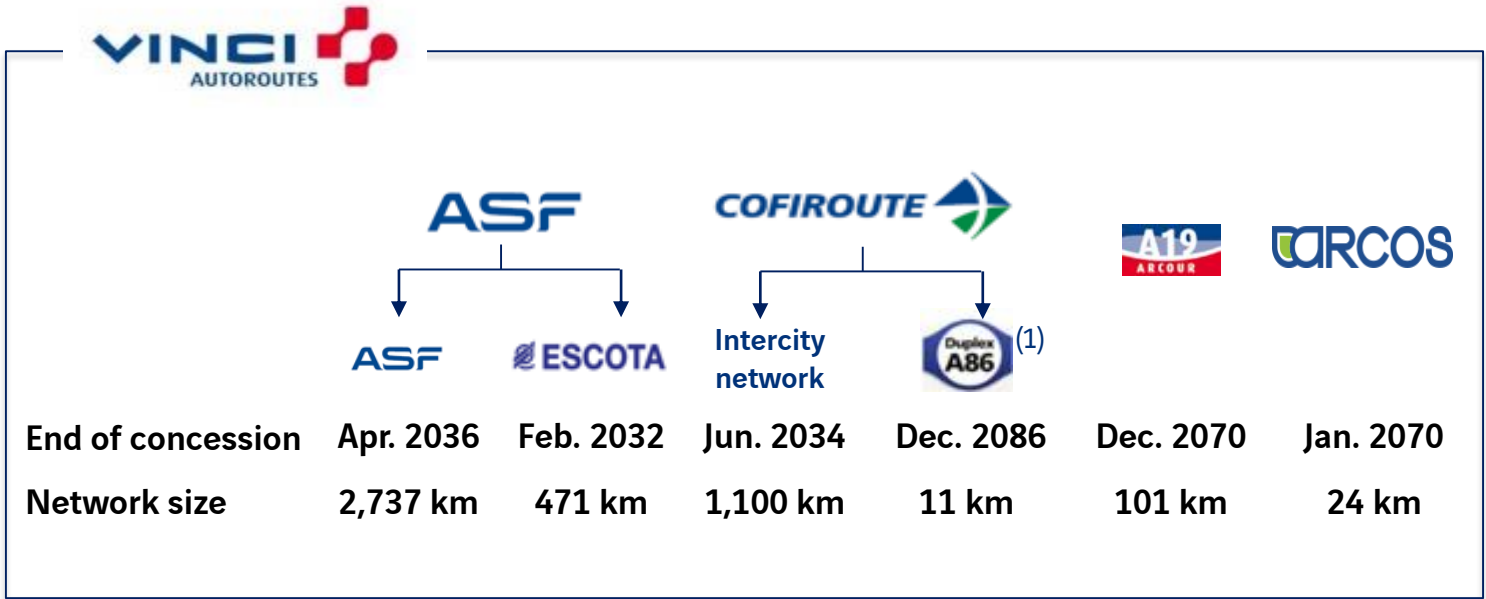 VINCI
AUTOROUTES
ASF
COFIROUTE
A19
ARCOUR
ARCOS
ASF
ESCOTA
Intercity
network
Duplex
A86
(1)
End of concession Apr. 2036 Feb. 2032 Jun. 2034 Dec. 2086 Dec. 2070 Jan. 2070
Network size 2,737 km 471 km 1,100 km 11 km 101 km 24 km